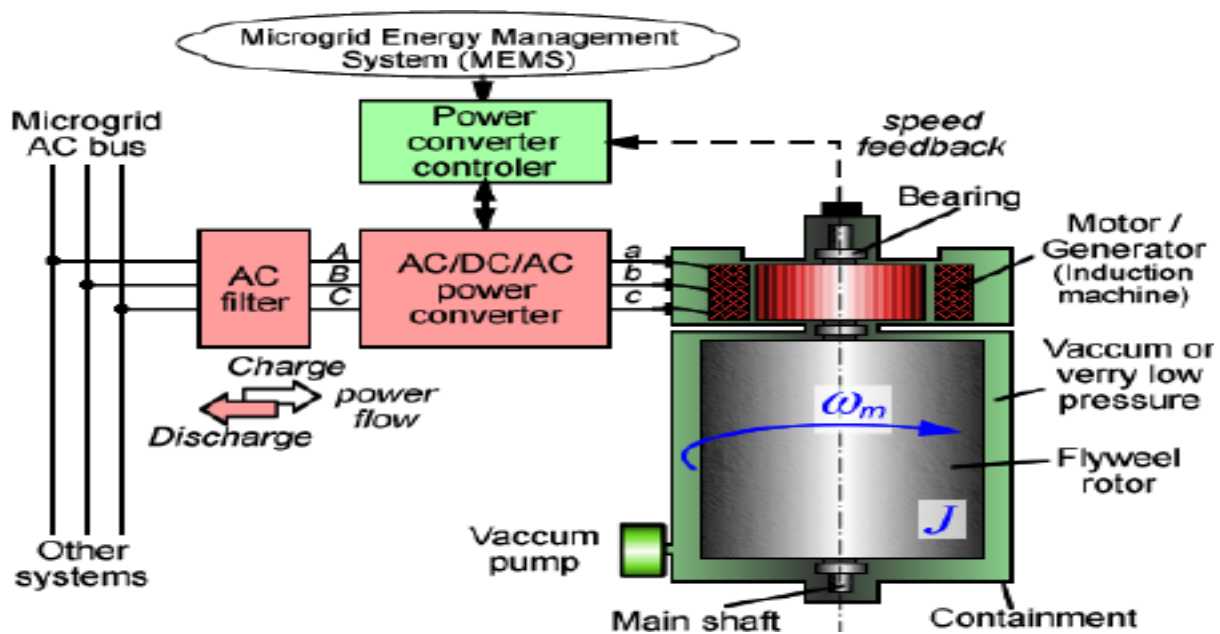 Microgrid Energy Management
System (MEMS)
Microgrid
AC bus
Power
converter
controler
speed
feedback
Bearing
Motor /
Generator
(Induction
machine)
AC
filter
A
B
C
AC/DC/AC
power
converter
a
b
c
Charge
power
flow
Discharge
Vaccum or
verry low
pressure
ωm
Flyweel
rotor
J
Vaccum
pump
Other
systems
Main shaft
Containment